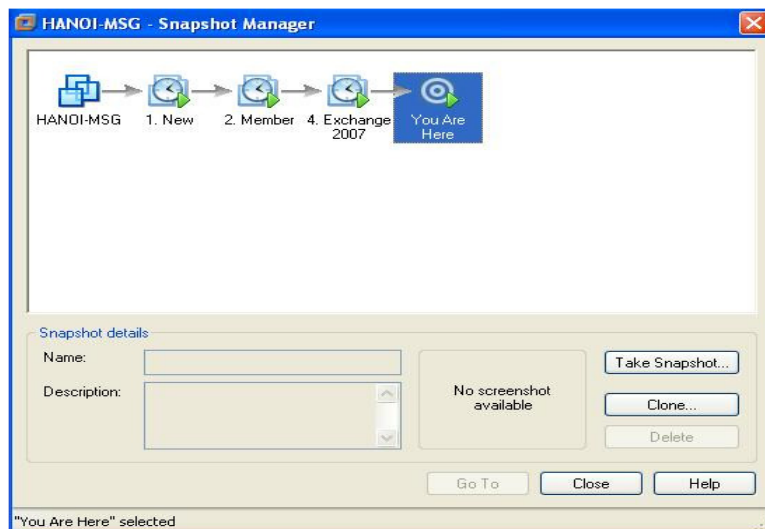 HANOI-MSG - Snapshot Manager
HANOI-MSG
1. New
2. Member
4. Exchange
2007
You Are
Here
Snapshot details
Name:
Description:
No screenshot
available
Take Snapshot...
Clone...
Delete
Go To
Close
Help
"You Are Here" selected